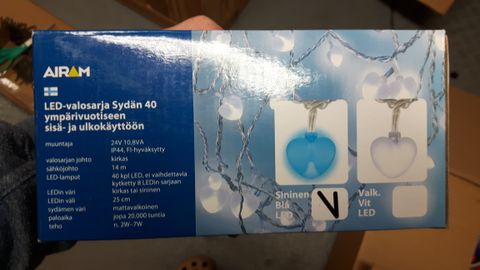 AIRAM
LED-valosarja Sydän 40
ympärivuotiseen
sisä- ja ulkokäyttöön
muuntaja 24V 10,8VA
IP44, FI-hyväksytty
valosarjan johto kirkas
sähköjohto 14 m
LED-lamput 40 kpl LED, ei vaihdettavia
kytketty 8 LEDin sarjaan
LEDin väri kirkas tai sininen
LEDin väli 25 cm
sydämen väri mattavalkoinen
paloaika jopa 20.000 tuntia
teho n. 2W-7W
Sininen
Blå
LED
V
Valk.
Vit
LED